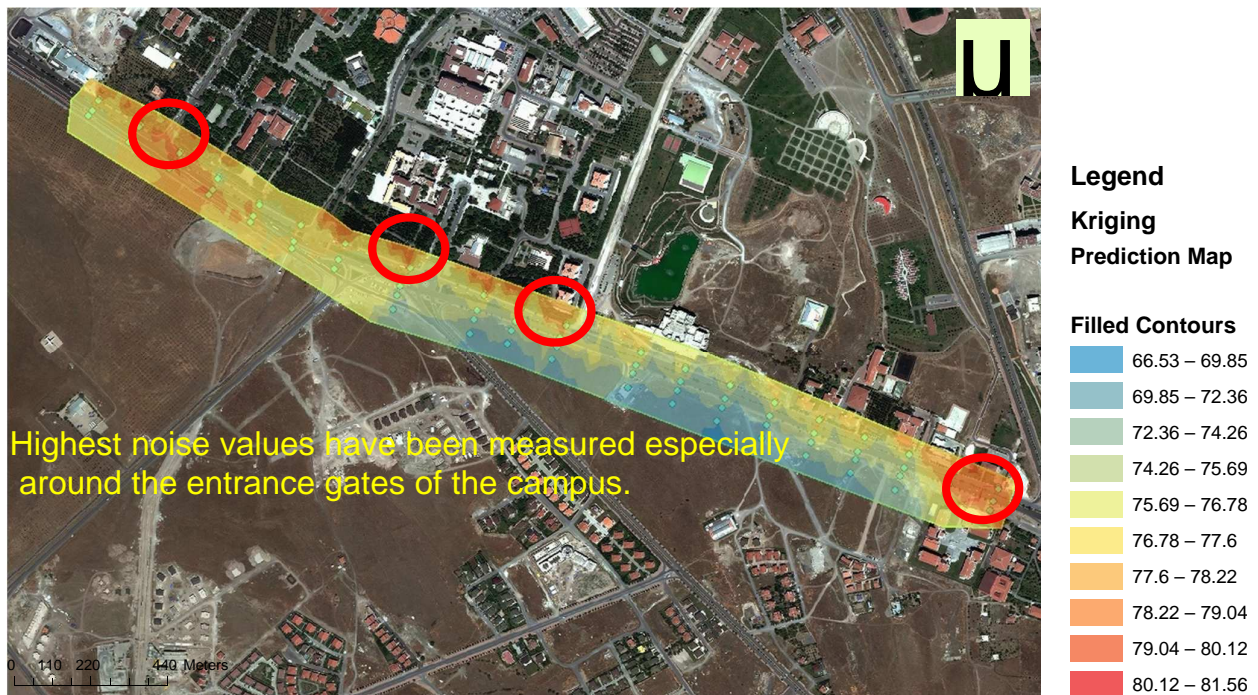 µ
Legend
Kriging
Prediction Map
Filled Contours
66.53 – 69.85
69.85 – 72.36
72.36 – 74.26
74.26 – 75.69
75.69 – 76.78
76.78 – 77.6
77.6 – 78.22
78.22 – 79.04
79.04 – 80.12
80.12 – 81.56
Highest noise values have been measured especially
around the entrance gates of the campus.
0 110 220 440 Meters